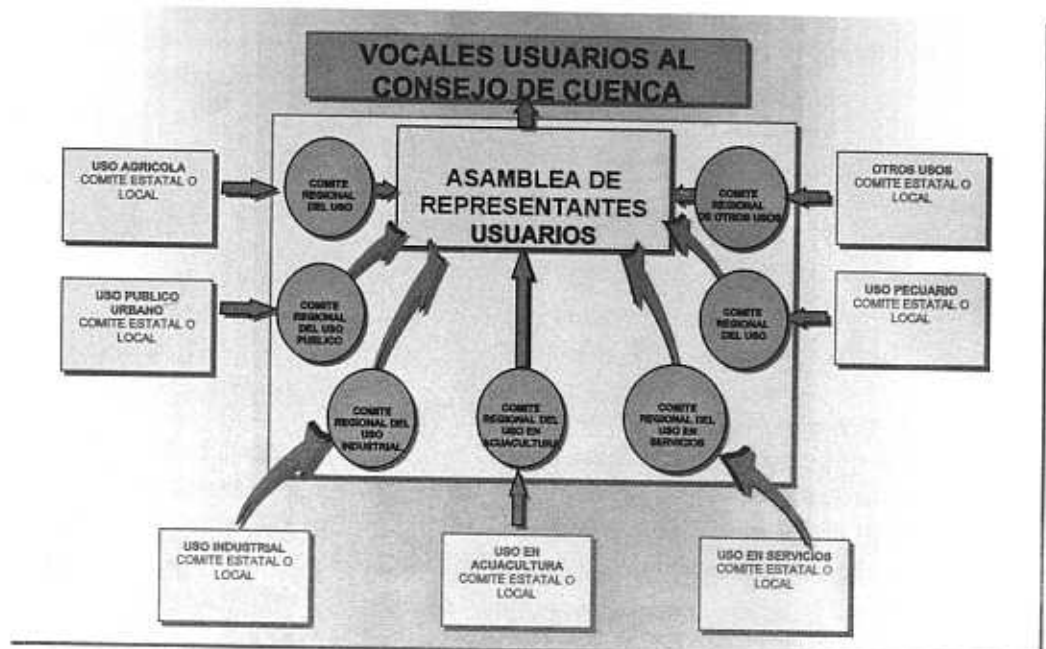 VOCALES USUARIOS AL
CONSEJO DE CUENCA
ASAMBLEA DE
REPRESENTANTES
USUARIOS
USO AGRICOLA
COMITE ESTATAL O
LOCAL
COMITE
REGIONAL
DEL USO
COMITE
REGIONAL
DE OTROS USOS
OTROS USOS
COMITE ESTATAL O
LOCAL
USO PUBLICO
URBANO
COMITE ESTATAL O
LOCAL
COMITE
REGIONAL
DEL USO
PUBLICO
COMITE
REGIONAL
DEL USO
USO PECUARIO
COMITE ESTATAL O
LOCAL
COMITE
REGIONAL DEL
USO
INDUSTRIAL
COMITE
REGIONAL DEL
USO EN
ACUACULTURA
COMITE
REGIONAL DEL
USO EN
SERVICIOS
USO INDUSTRIAL
COMITE ESTATAL O
LOCAL
USO EN
ACUACULTURA
COMITE ESTATAL O
LOCAL
USO EN SERVICIOS
COMITE ESTATAL O
LOCAL